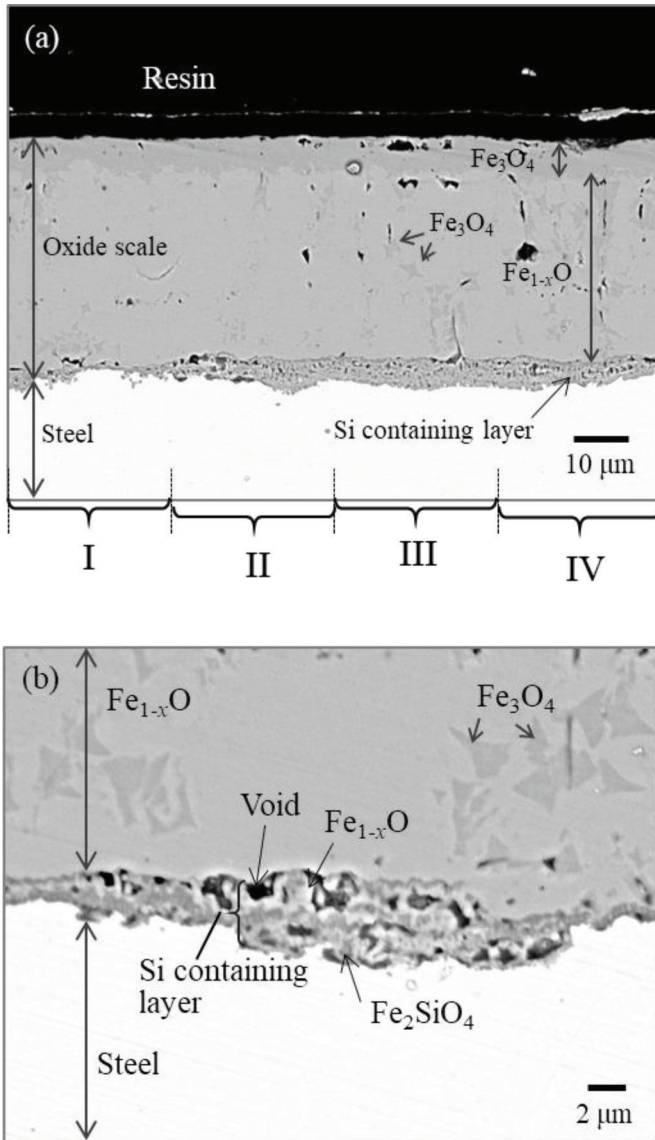 (a)
Resin
Fe₃O₄
Fe₃O₄
Oxide scale
Fe₁₋ₓO
Steel
Si containing layer
10 μm
I
II
III
IV
(b)
Fe₁₋ₓO
Fe₃O₄
Void
Fe₁₋ₓO
Si containing
layer
Fe₂SiO₄
Steel
2 μm